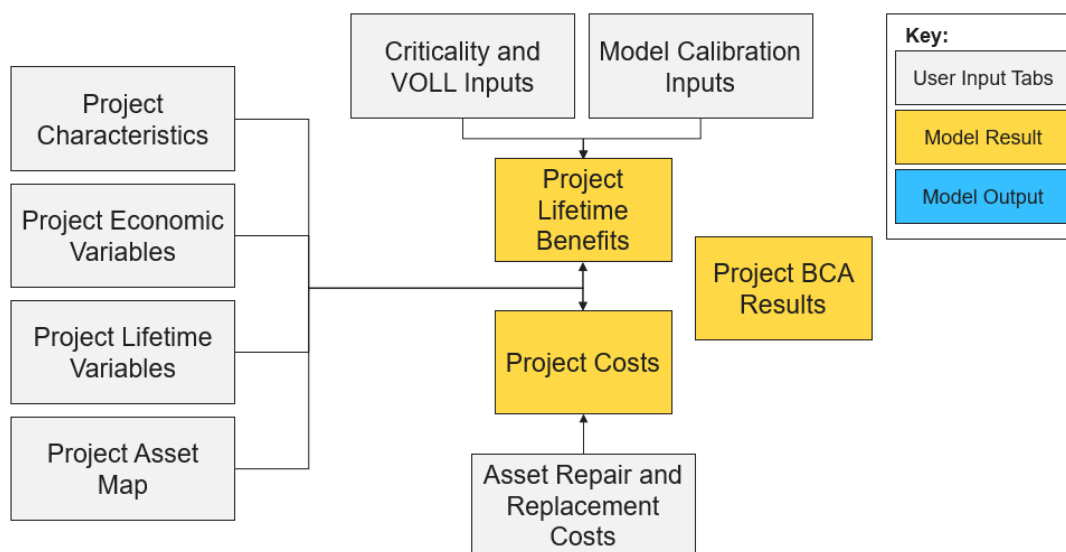 Criticality and
VOLL Inputs
Model Calibration
Inputs
Key:
User Input Tabs
Model Result
Model Output
Project
Characteristics
Project Economic
Variables
Project Lifetime
Variables
Project Asset
Map
Project
Lifetime
Benefits
Project BCA
Results
Project Costs
Asset Repair and
Replacement
Costs